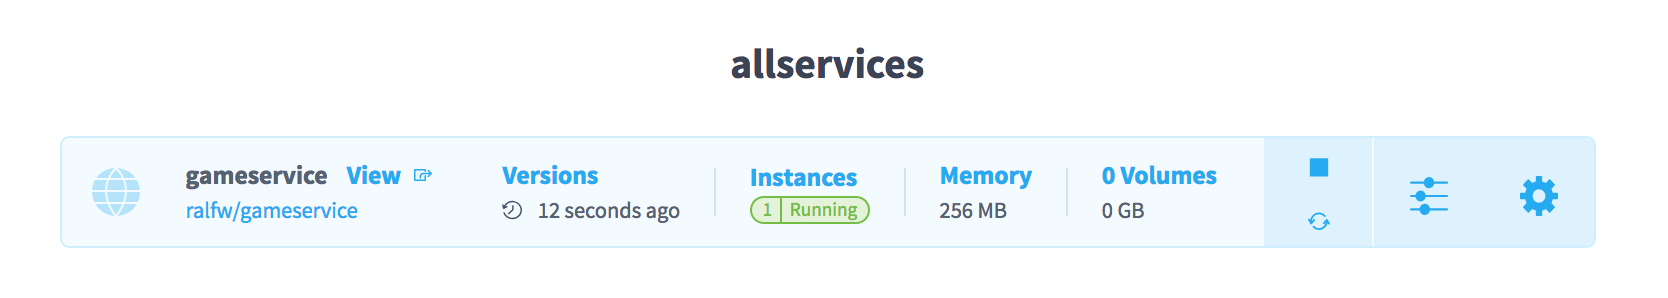 allservices
gameservice View Versions Instances Memory 0 Volumes
ralfw/gameservice 12 seconds ago 1 Running 256 MB 0 GB